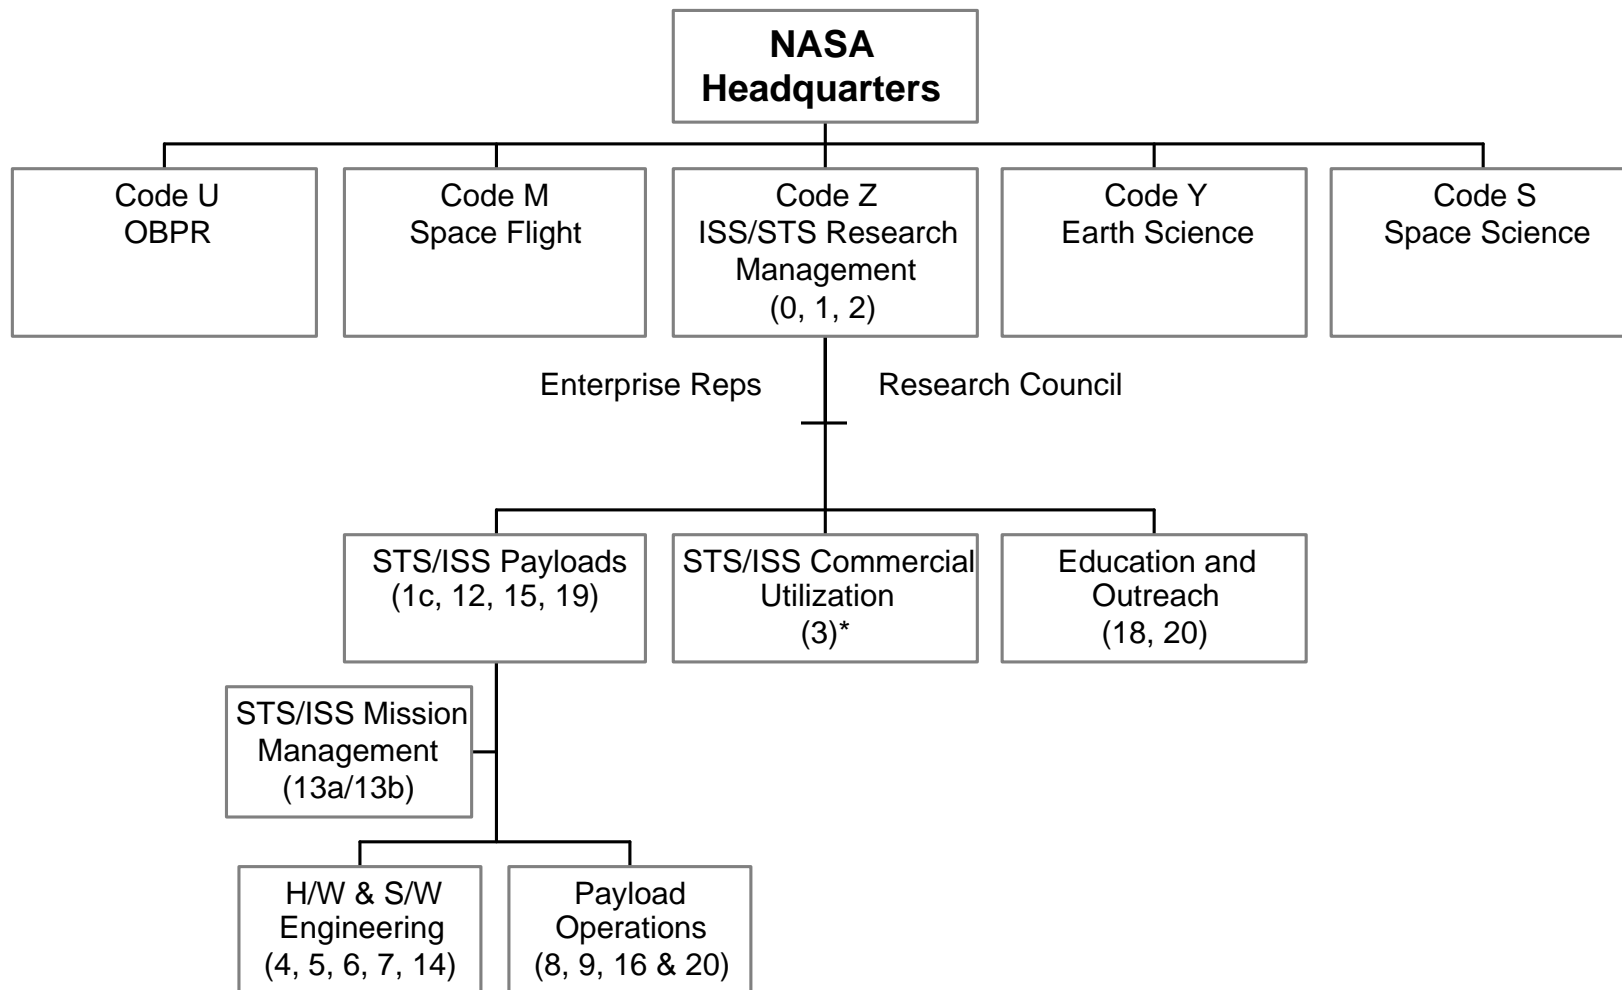 NASA
Headquarters
Code U
OBPR
Code M
Space Flight
Code Z
ISS/STS Research
Management
(0, 1, 2)
Code Y
Earth Science
Code S
Space Science
Enterprise Reps
Research Council
STS/ISS Payloads
(1c, 12, 15, 19)
STS/ISS Commercial
Utilization
(3)*
Education and
Outreach
(18, 20)
STS/ISS Mission
Management
(13a/13b)
H/W & S/W
Engineering
(4, 5, 6, 7, 14)
Payload
Operations
(8, 9, 16 & 20)